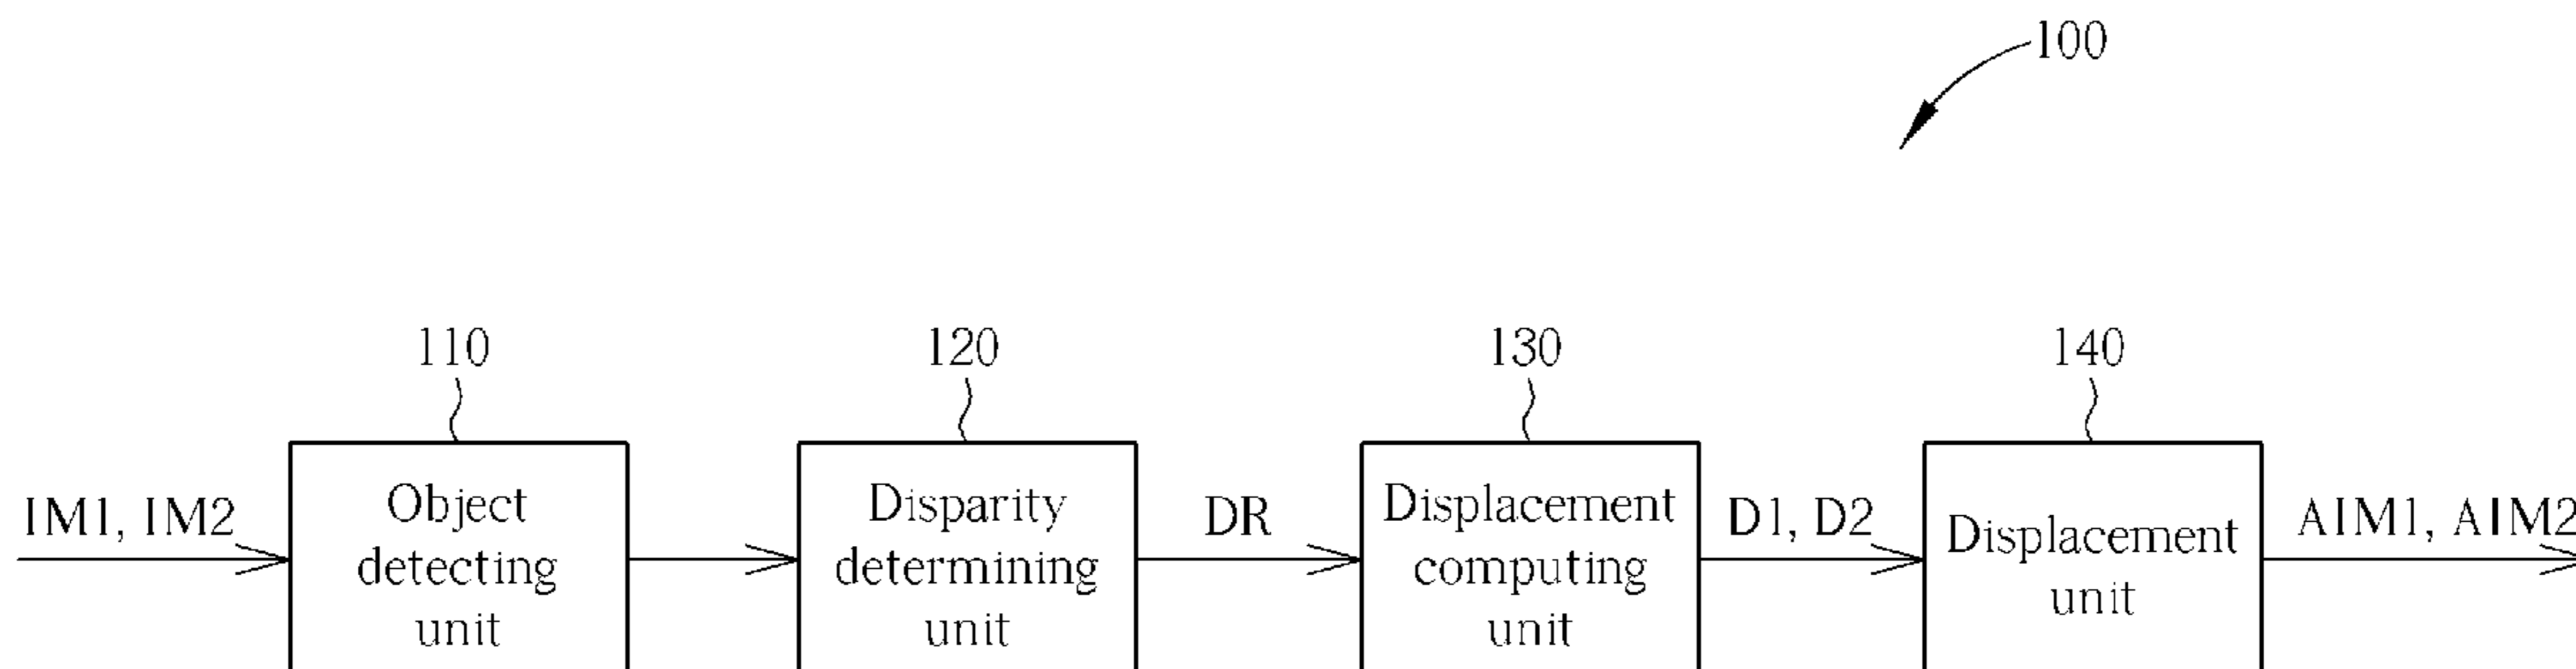 100
110
120
130
140
IM1, IM2
Object
detecting
unit
Disparity
determining
unit
DR
Displacement
computing
unit
D1, D2
Displacement
unit
AIM1, AIM2